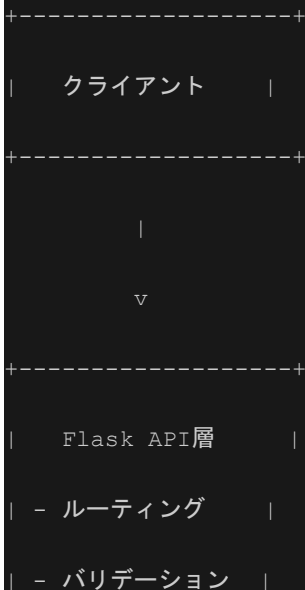 +------------------+
|   クライアント   |
+------------------+
|
v
+------------------+
|   Flask API層   |
| - ルーティング   |
| - バリデーション  |